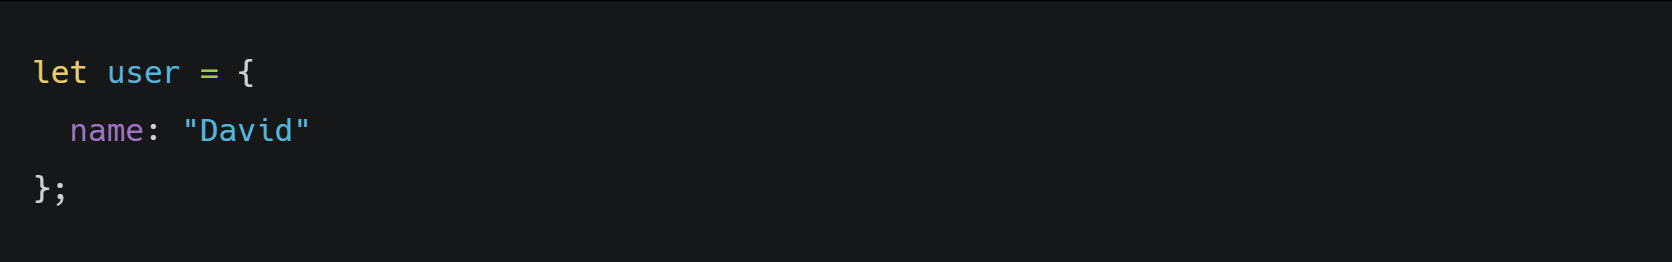 let user = {
  name: "David"
};